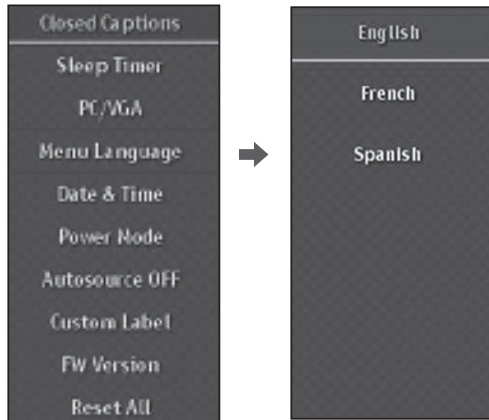 Closed Captions
Sleep Timer
PC/VGA
Menu Language
Date & Time
Power Mode
Autosource OFF
Custom Label
FW Version
Reset All
English
French
Spanish